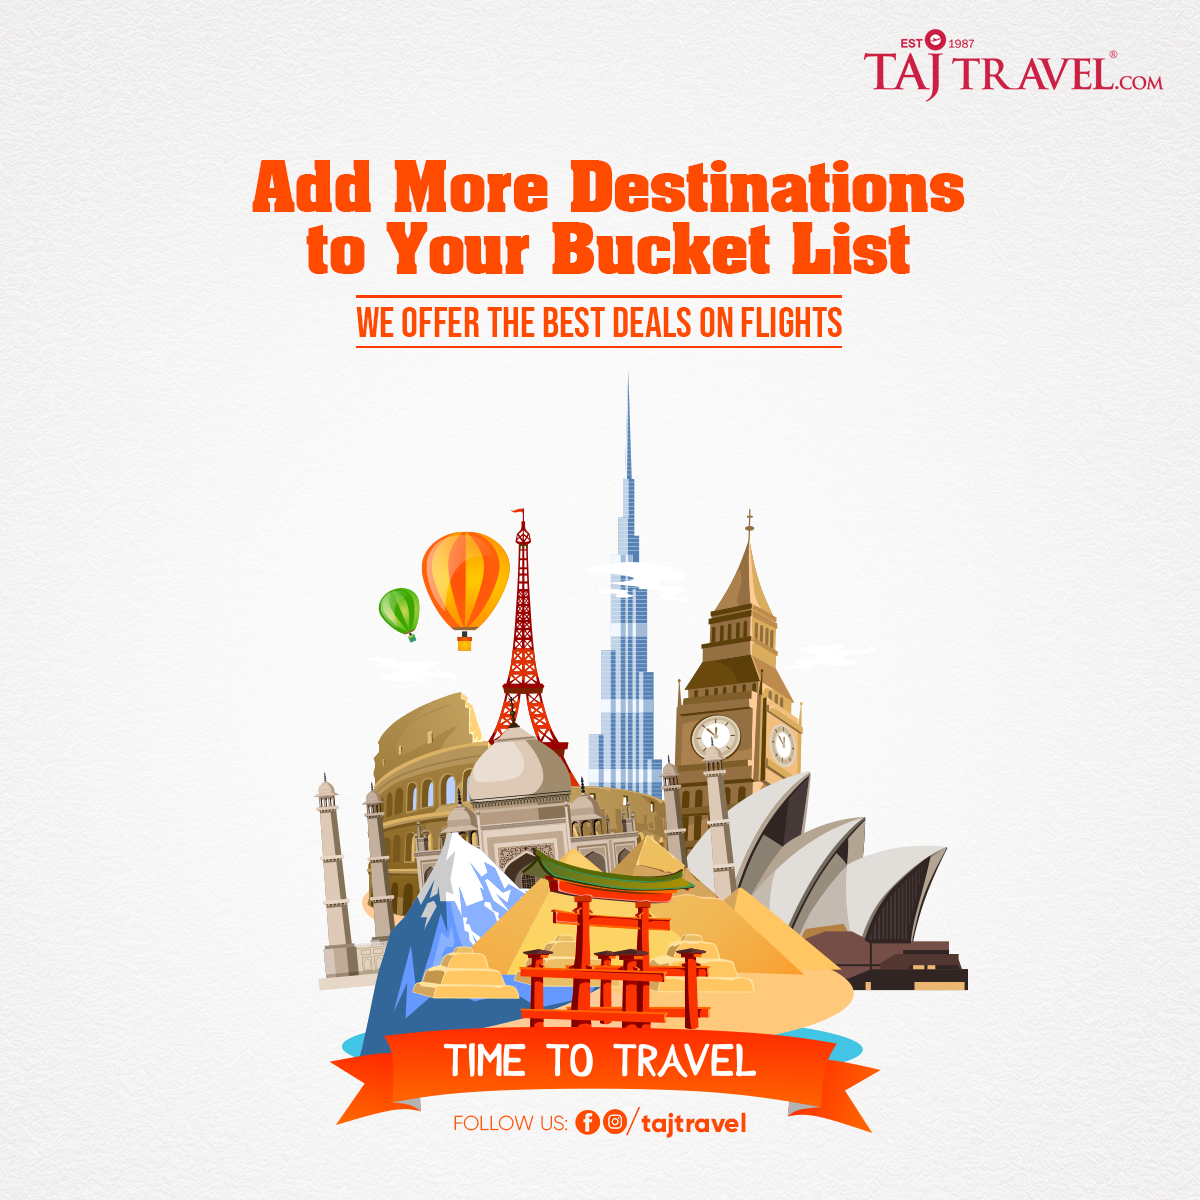 EST 1987
TAJ TRAVEL®.COM
Add More Destinations
to Your Bucket List
WE OFFER THE BEST DEALS ON FLIGHTS
TIME TO TRAVEL
FOLLOW US: /tajtravel